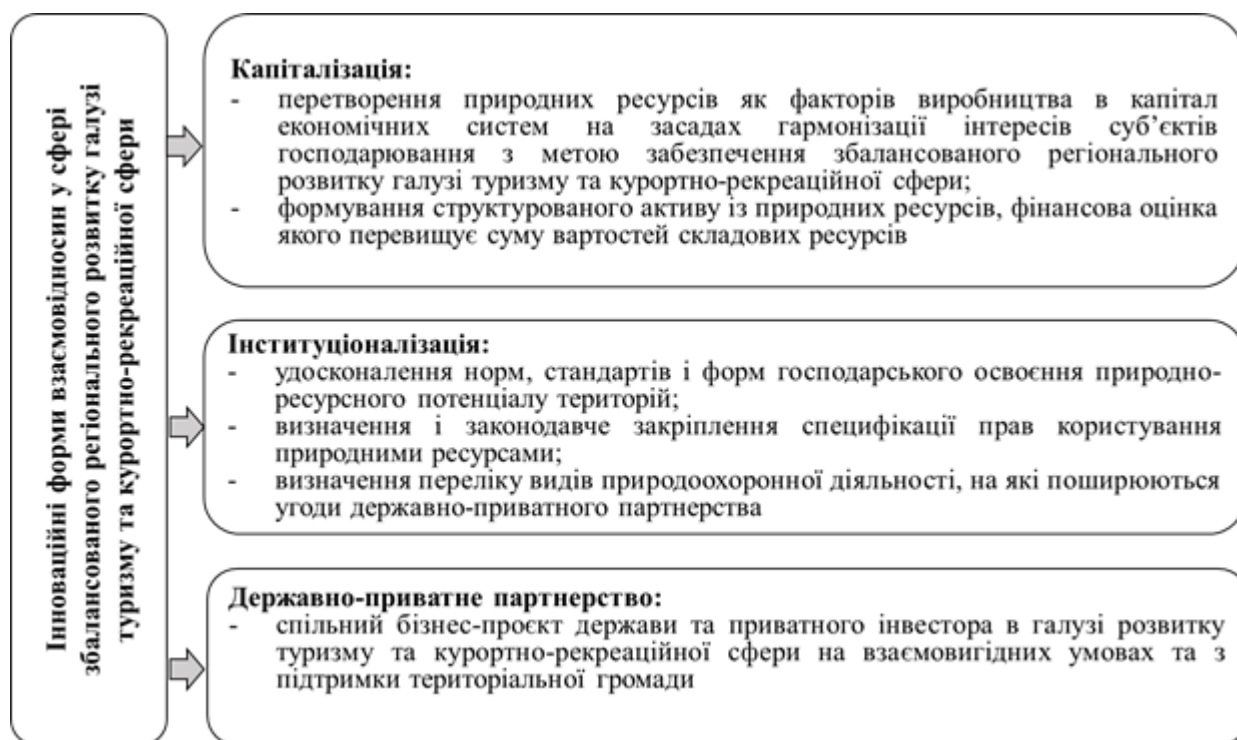 Інноваційні форми взаємовідносин у сфері
збалансованого регіонального розвитку галузі
туризму та курортно-рекреаційної сфери
Капіталізація:
- перетворення природних ресурсів як факторів виробництва в капітал
економічних систем на засадах гармонізації інтересів суб’єктів
господарювання з метою забезпечення збалансованого регіонального
розвитку галузі туризму та курортно-рекреаційної сфери;
- формування структурованого активу із природних ресурсів, фінансова оцінка
якого перевищує суму вартостей складових ресурсів
Інституціоналізація:
- удосконалення норм, стандартів і форм господарського освоєння природно-
ресурсного потенціалу територій;
- визначення і законодавче закріплення специфікації прав користування
природними ресурсами;
- визначення переліку видів природоохоронної діяльності, на які поширюються
угоди державно-приватного партнерства
Державно-приватне партнерство:
- спільний бізнес-проєкт держави та приватного інвестора в галузі розвитку
туризму та курортно-рекреаційної сфери на взаємовигідних умовах та з
підтримки територіальної громади